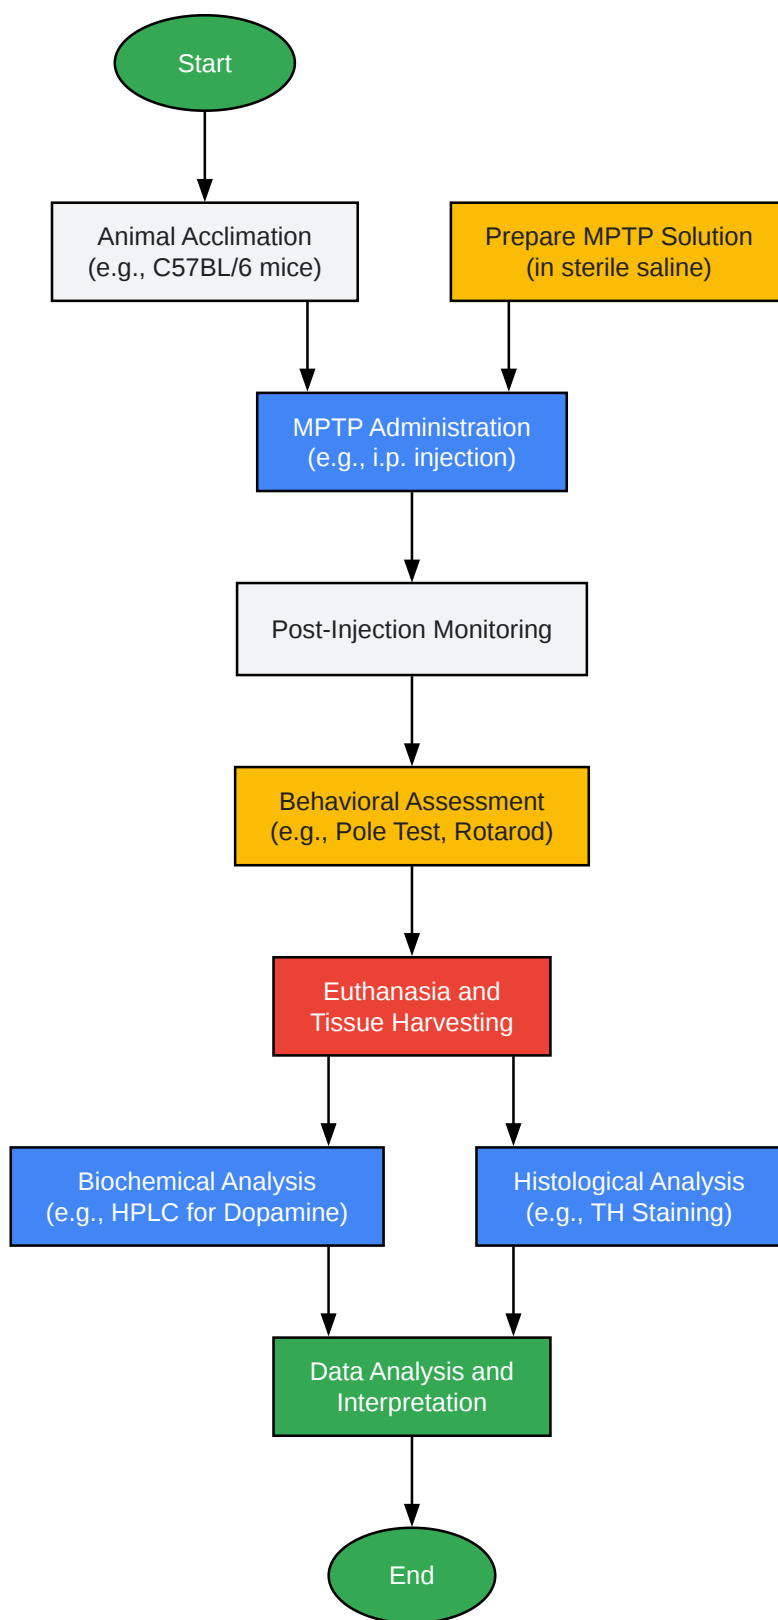 Start
Animal Acclimation
(e.g., C57BL/6 mice)
Prepare MPTP Solution
(in sterile saline)
MPTP Administration
(e.g., i.p. injection)
Post-Injection Monitoring
Behavioral Assessment
(e.g., Pole Test, Rotarod)
Euthanasia and
Tissue Harvesting
Biochemical Analysis
(e.g., HPLC for Dopamine)
Histological Analysis
(e.g., TH Staining)
Data Analysis and
Interpretation
End